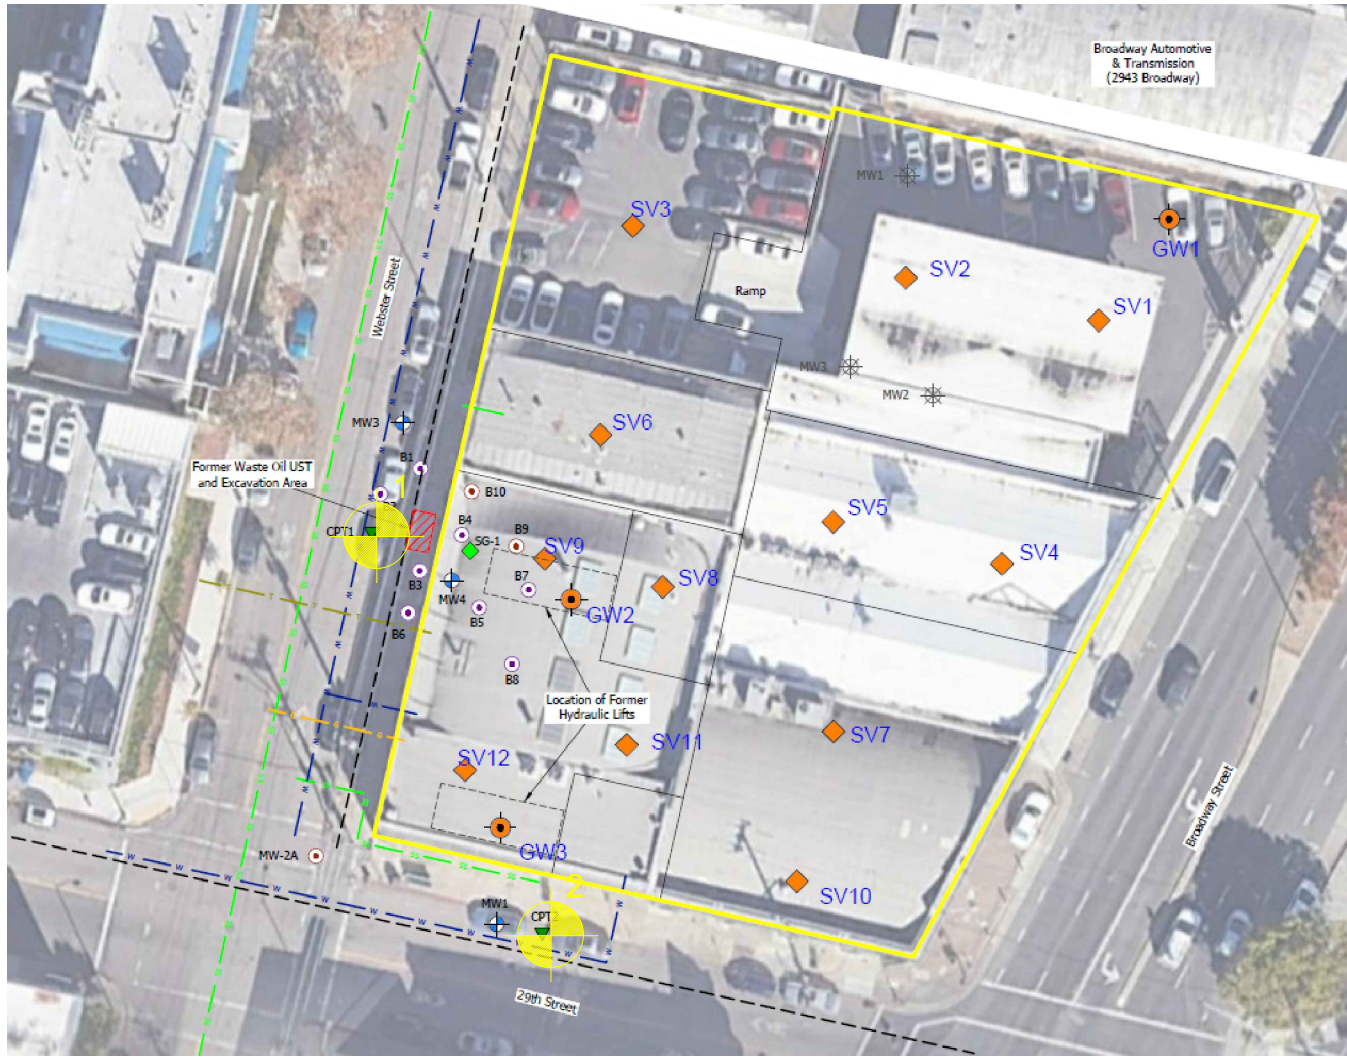 Broadway Automotive
& Transmission
(2943 Broadway)
MW1
SV3
GW1
SV2
Webster Street
Ramp
SV1
MW3
MW2
MW3
SV6
B1
Former Waste Oil UST
and Excavation Area
1
B10
SV5
B4
CPT1
B9
SG-1
SV9
SV4
B3
MW4
B7
SV8
GW2
B5
B6
B8
Location of Former
Hydraulic Lifts
SV7
SV11
SV12
Broadway Street
GW3
MW-2A
2
SV10
MW1
CPT2
29th Street